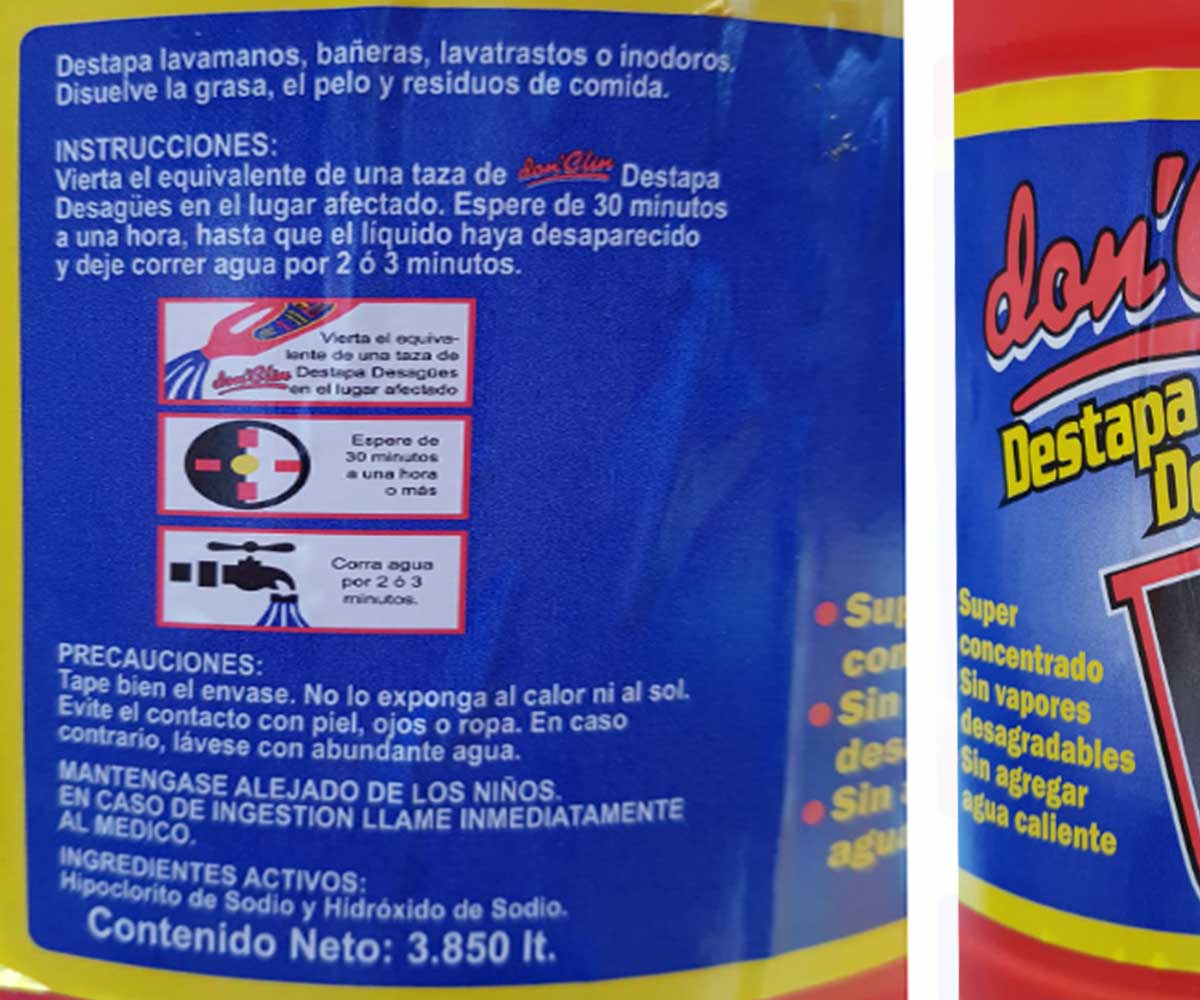 Destapa lavamanos, bañeras, lavatrastos o inodoros.
Disuelve la grasa, el pelo y residuos de comida.
INSTRUCCIONES:
Vierta el equivalente de una taza de don'Clin Destapa
Desagües en el lugar afectado. Espere de 30 minutos
a una hora, hasta que el líquido haya desaparecido
y deje correr agua por 2 ó 3 minutos.
Vierta el equiva-
lente de una taza de
don'Clin Destapa Desagües
en el lugar afectado
Espere de
30 minutos
a una hora
o más
Corra agua
por 2 ó 3
minutos.
PRECAUCIONES:
Tape bien el envase. No lo exponga al calor ni al sol.
Evite el contacto con piel, ojos o ropa. En caso
contrario, lávese con abundante agua.
MANTENGASE ALEJADO DE LOS NIÑOS.
EN CASO DE INGESTION LLAME INMEDIATAMENTE
AL MEDICO.
INGREDIENTES ACTIVOS:
Hipoclorito de Sodio y Hidróxido de Sodio.
Contenido Neto: 3.850 lt.
Sup
con
Sin
des
Sin
agua
don'C
Destapa
De
Super
concentrado
Sin vapores
desagradables
Sin agregar
agua caliente